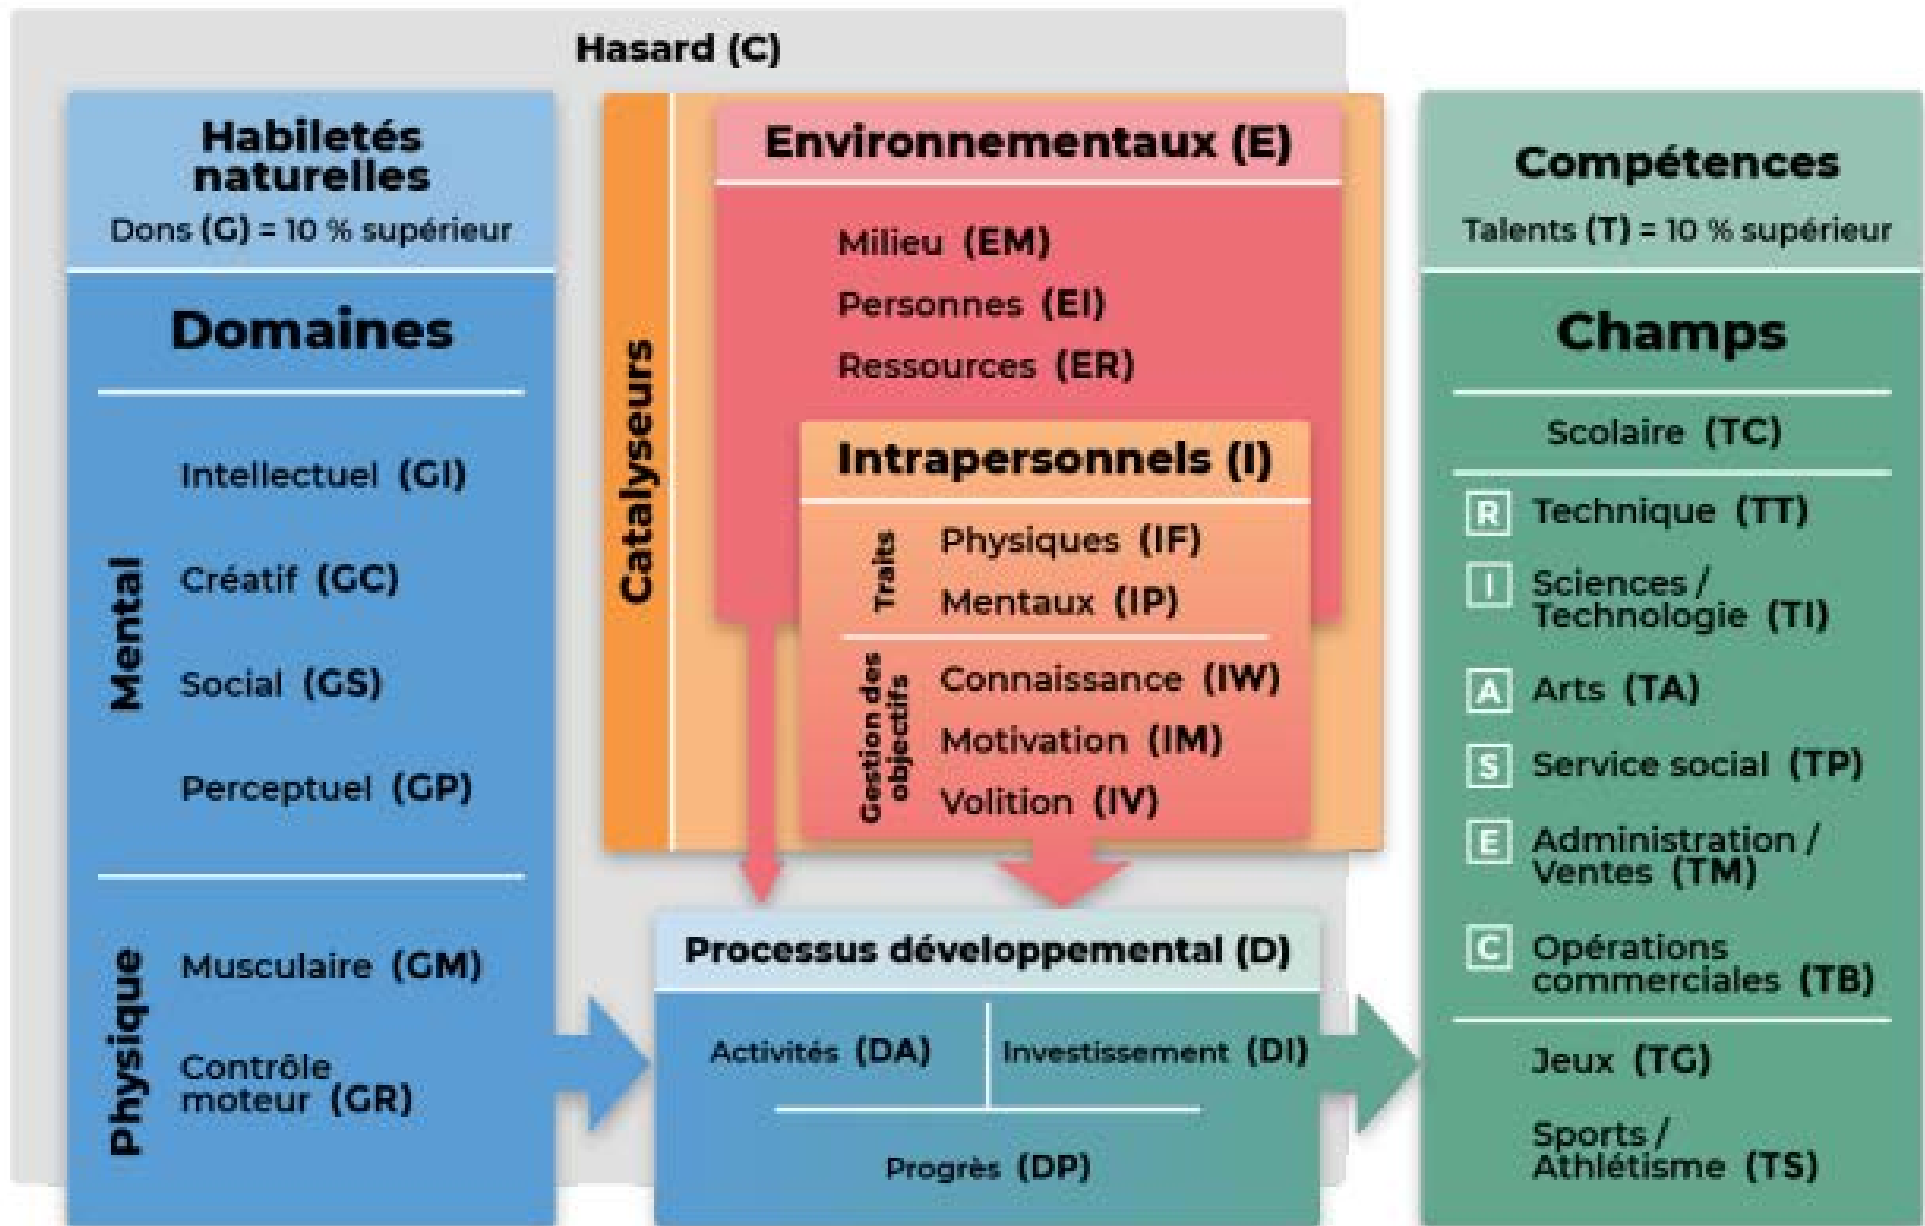 Hasard (C)
Habiletés
naturelles
Dons (G) = 10 % supérieur
Domaines
Mental
Intellectuel (GI)
Créatif (GC)
Social (GS)
Perceptuel (GP)
Physique
Musculaire (GM)
Contrôle
moteur (GR)
Catalyseurs
Environnementaux (E)
Milieu (EM)
Personnes (EI)
Ressources (ER)
Intrapersonnels (I)
Traits
Physiques (IF)
Mentaux (IP)
Gestion des
objectifs
Connaissance (IW)
Motivation (IM)
Volition (IV)
Processus développemental (D)
Activités (DA)
Investissement (DI)
Progrès (DP)
Compétences
Talents (T) = 10 % supérieur
Champs
Scolaire (TC)
R Technique (TT)
I Sciences /
Technologie (TI)
A Arts (TA)
S Service social (TP)
E Administration /
Ventes (TM)
C Opérations
commerciales (TB)
Jeux (TG)
Sports /
Athlétisme (TS)